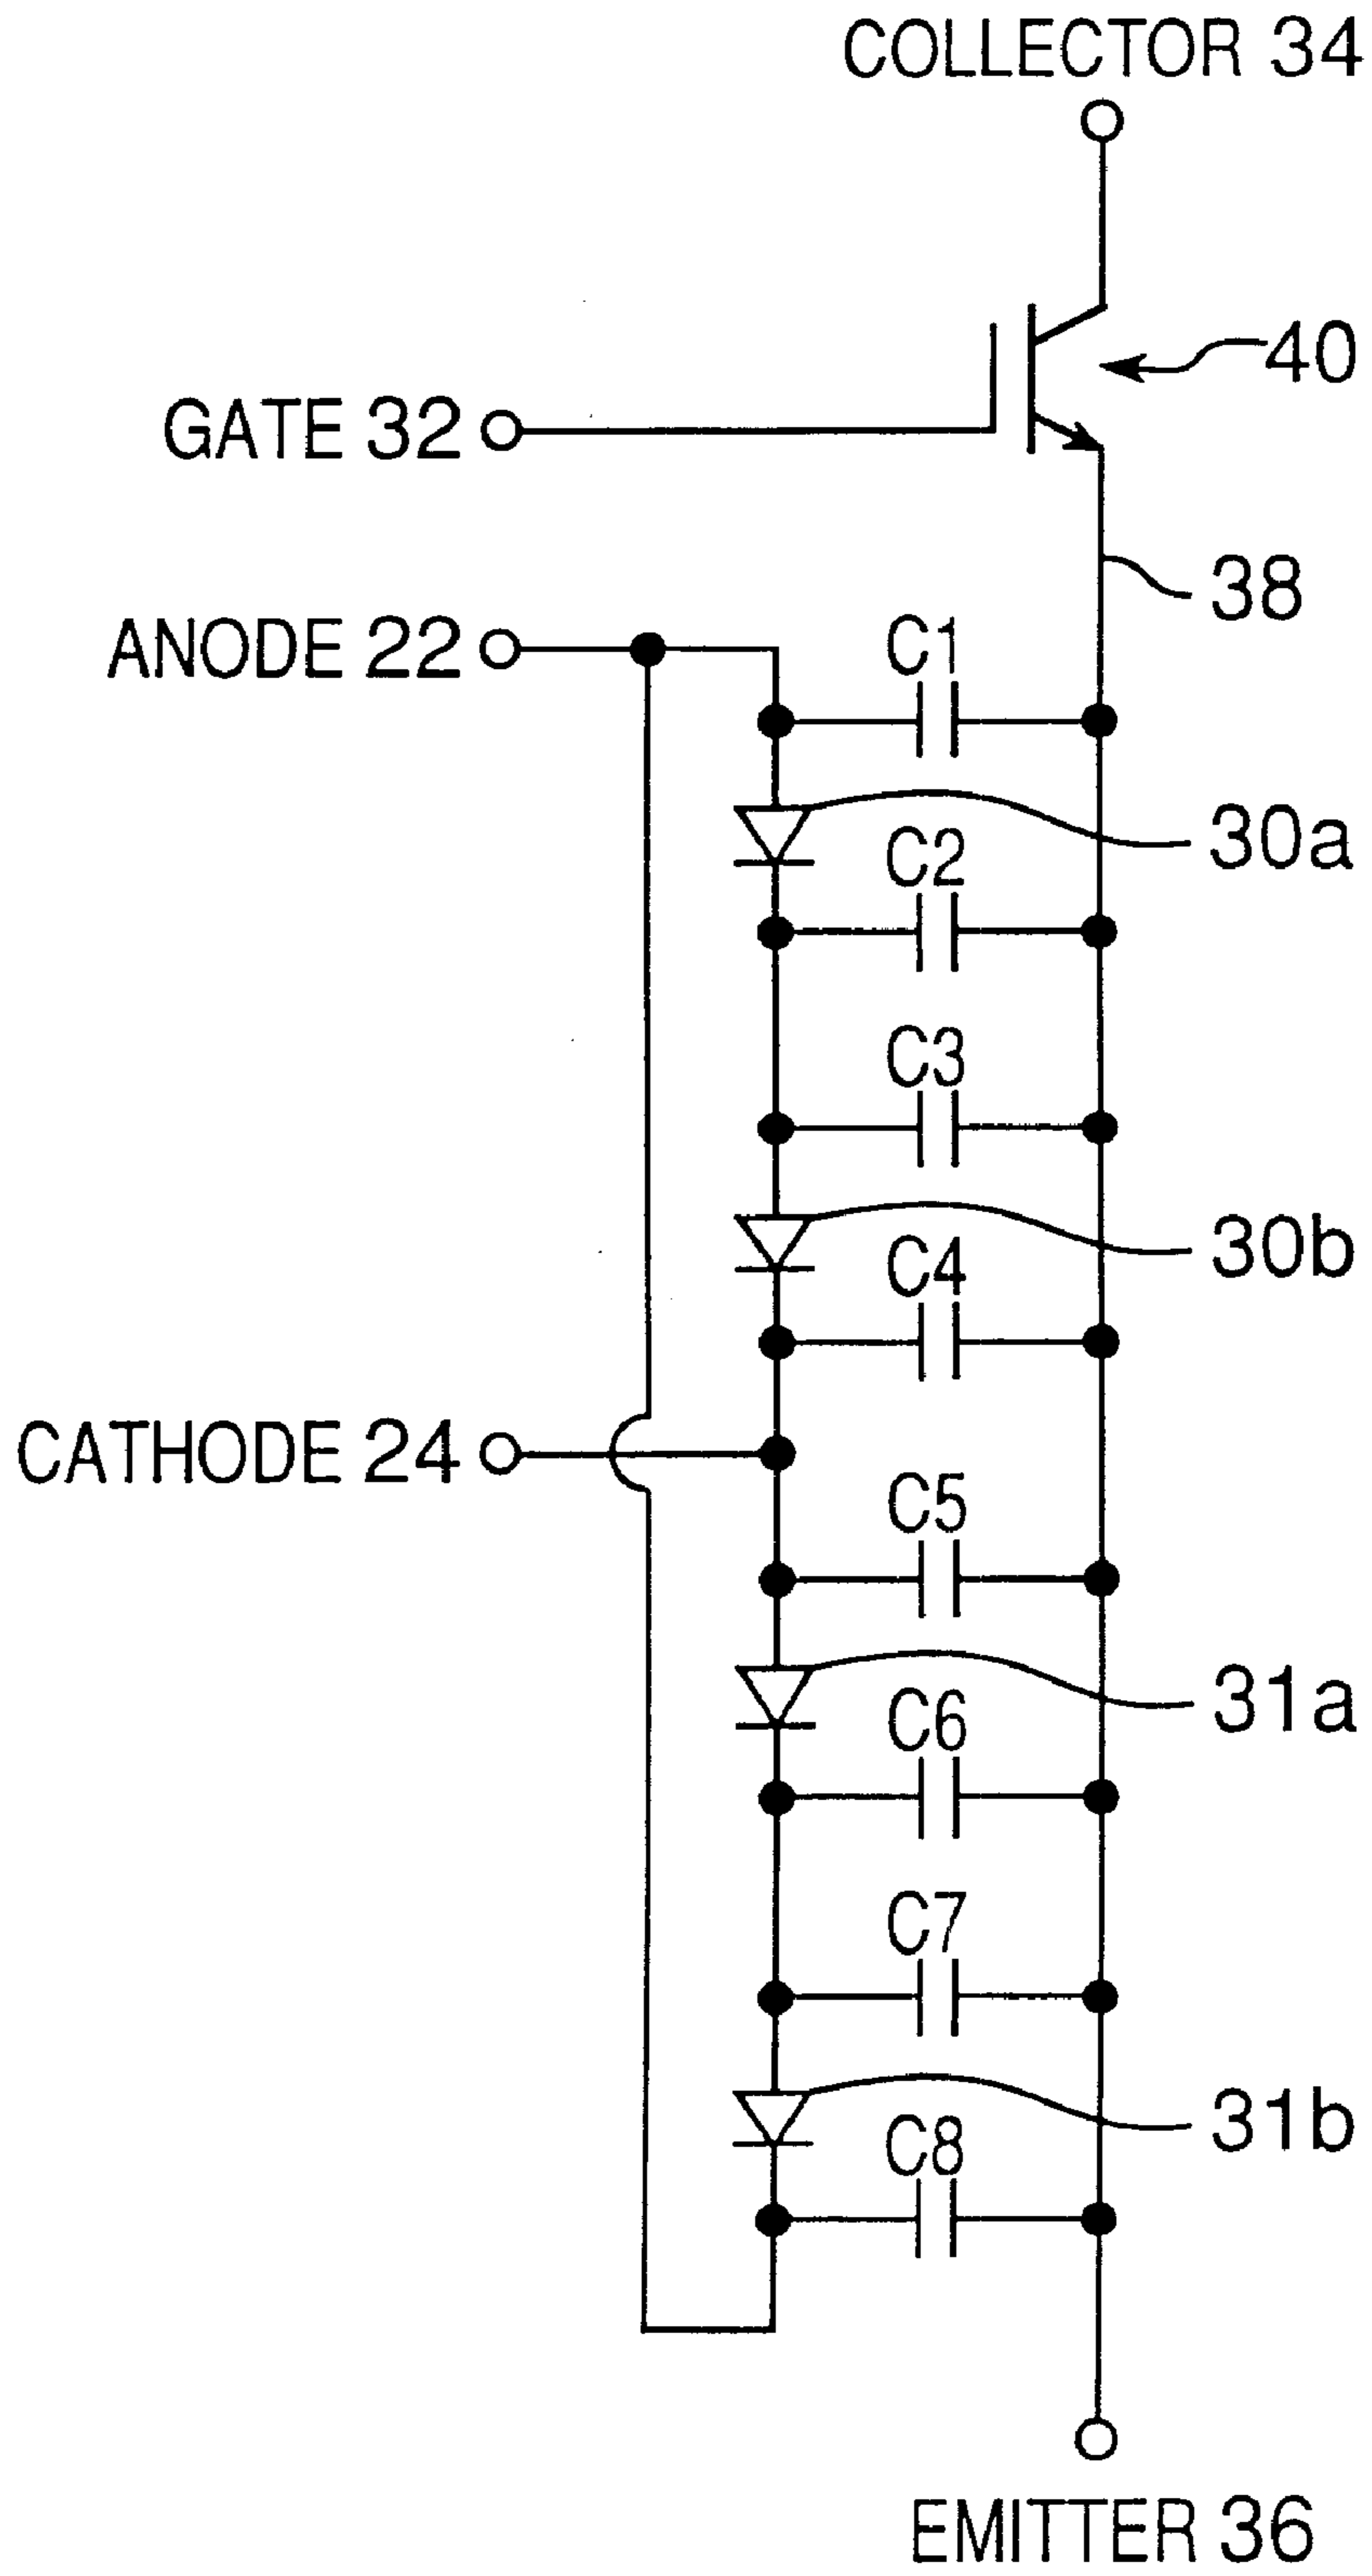 COLLECTOR 34
40
GATE 32
38
ANODE 22
C1
30a
C2
C3
30b
C4
CATHODE 24
C5
31a
C6
C7
31b
C8
EMITTER 36